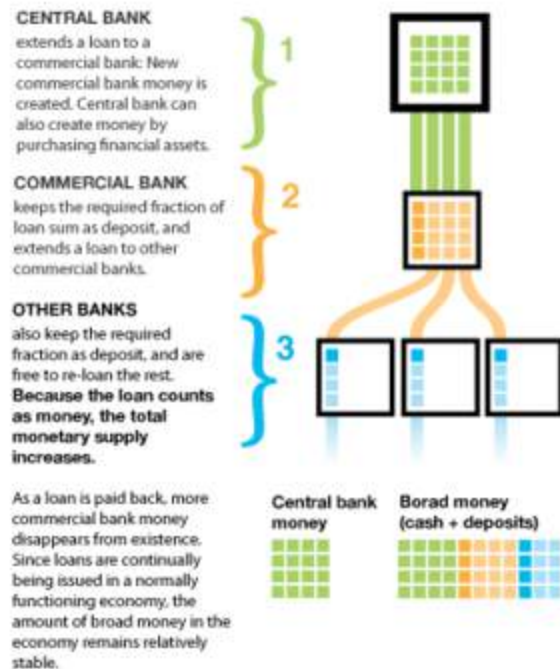 CENTRAL BANK
extends a loan to a
commercial bank: New
commercial bank money is
created. Central bank can
also create money by
purchasing financial assets.
1
COMMERCIAL BANK
keeps the required fraction of
loan sum as deposit, and
extends a loan to other
commercial banks.
2
OTHER BANKS
also keep the required
fraction as deposit, and are
free to re-loan the rest.
Because the loan counts
as money, the total
monetary supply
increases.
3
As a loan is paid back, more
commercial bank money
disappears from existence.
Since loans are continually
being issued in a normally
functioning economy, the
amount of broad money in the
economy remains relatively
stable.
Central bank
money
Borad money
(cash + deposits)